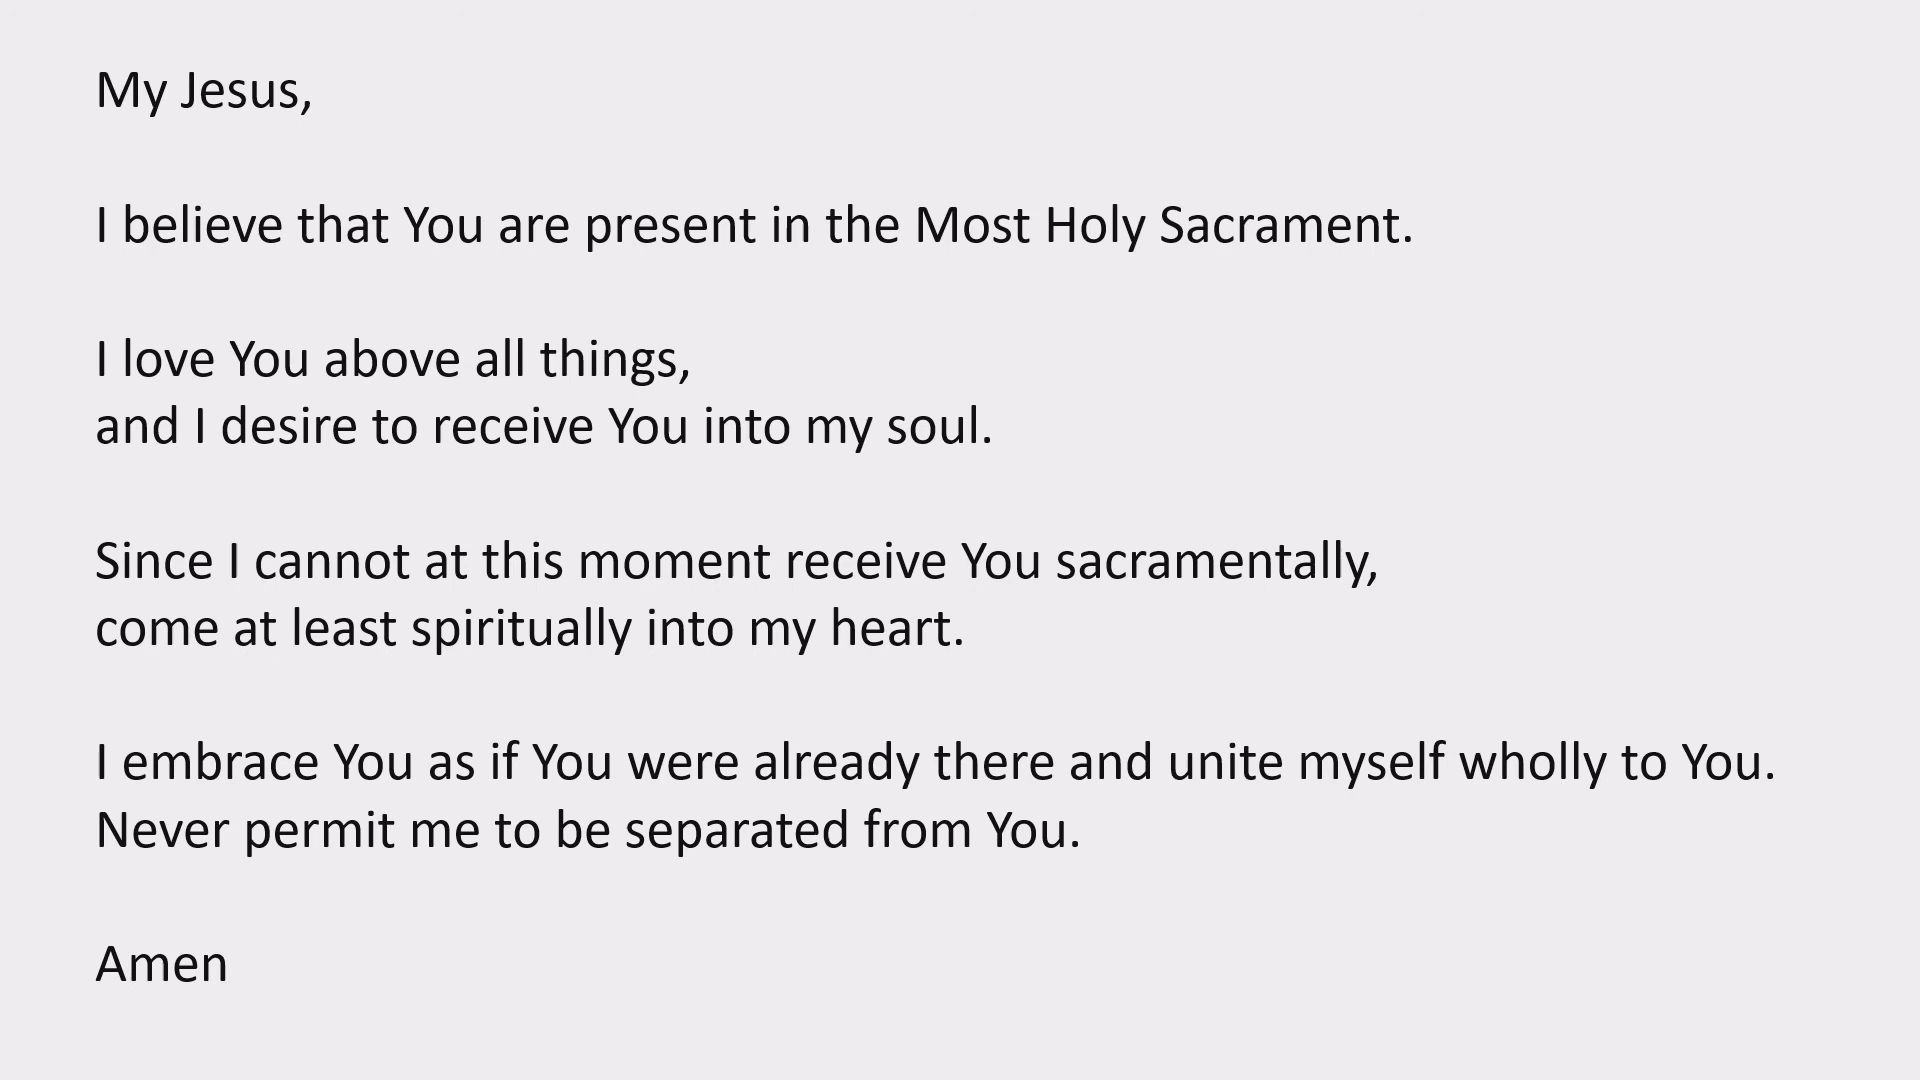 My Jesus,
I believe that You are present in the Most Holy Sacrament.
I love You above all things,
and I desire to receive You into my soul.
Since I cannot at this moment receive You sacramentally,
come at least spiritually into my heart.
I embrace You as if You were already there and unite myself wholly to You.
Never permit me to be separated from You.
Amen